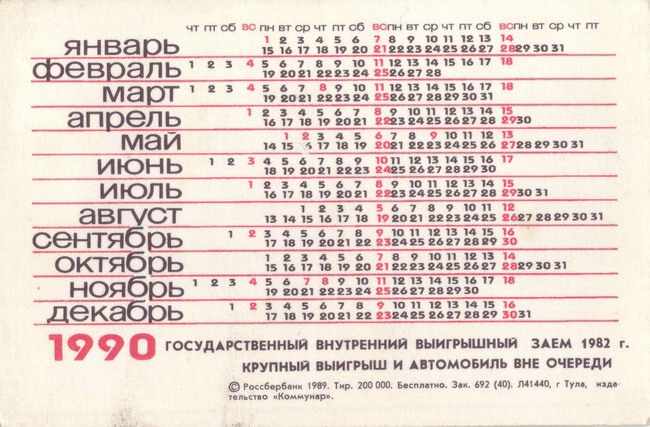 чт пт сб вс пн вт ср чт пт сб вс пн вт ср чт пт сб вс пн вт ср чт пт
январь 1 2 3 4 5 6 7 8 9 10 11 12 13 14
15 16 17 18 19 20 21 22 23 24 25 26 27 28 29 30 31
февраль 1 2 3 4 5 6 7 8 9 10 11 12 13 14 15 16 17 18
19 20 21 22 23 24 25 26 27 28
март 1 2 3 4 5 6 7 8 9 10 11 12 13 14 15 16 17 18
19 20 21 22 23 24 25 26 27 28 29 30 31
апрель 1 2 3 4 5 6 7 8 9 10 11 12 13 14 15
16 17 18 19 20 21 22 23 24 25 26 27 28 29 30
май 1 2 3 4 5 6 7 8 9 10 11 12 13
14 15 16 17 18 19 20 21 22 23 24 25 26 27 28 29 30 31
июнь 1 2 3 4 5 6 7 8 9 10 11 12 13 14 15 16 17
18 19 20 21 22 23 24 25 26 27 28 29 30
июль 1 2 3 4 5 6 7 8 9 10 11 12 13 14 15
16 17 18 19 20 21 22 23 24 25 26 27 28 29 30 31
август 1 2 3 4 5 6 7 8 9 10 11 12
13 14 15 16 17 18 19 20 21 22 23 24 25 26 27 28 29 30 31
сентябрь 1 2 3 4 5 6 7 8 9 10 11 12 13 14 15 16
17 18 19 20 21 22 23 24 25 26 27 28 29 30
октябрь 1 2 3 4 5 6 7 8 9 10 11 12 13 14
15 16 17 18 19 20 21 22 23 24 25 26 27 28 29 30 31
ноябрь 1 2 3 4 5 6 7 8 9 10 11 12 13 14 15 16 17 18
19 20 21 22 23 24 25 26 27 28 29 30
декабрь 1 2 3 4 5 6 7 8 9 10 11 12 13 14 15 16
17 18 19 20 21 22 23 24 25 26 27 28 29 30 31
1990 ГОСУДАРСТВЕННЫЙ ВНУТРЕННИЙ ВЫИГРЫШНЫЙ ЗАЕМ 1982 г.
КРУПНЫЙ ВЫИГРЫШ И АВТОМОБИЛЬ ВНЕ ОЧЕРЕДИ
© Россбербанк 1989. Тир. 200 000. Бесплатно. Зак. 692 (40). Л41440, г Тула, изда-
тельство «Коммунар».